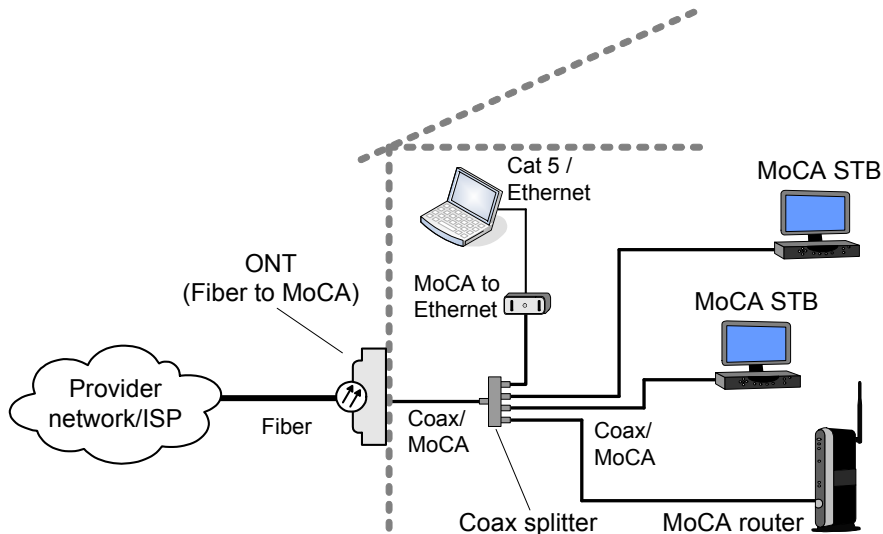 Cat 5 /
Ethernet
MoCA STB
ONT
(Fiber to MoCA)
MoCA to
Ethernet
MoCA STB
Provider
network/ISP
Fiber
Coax/
MoCA
Coax/
MoCA
Coax splitter
MoCA router